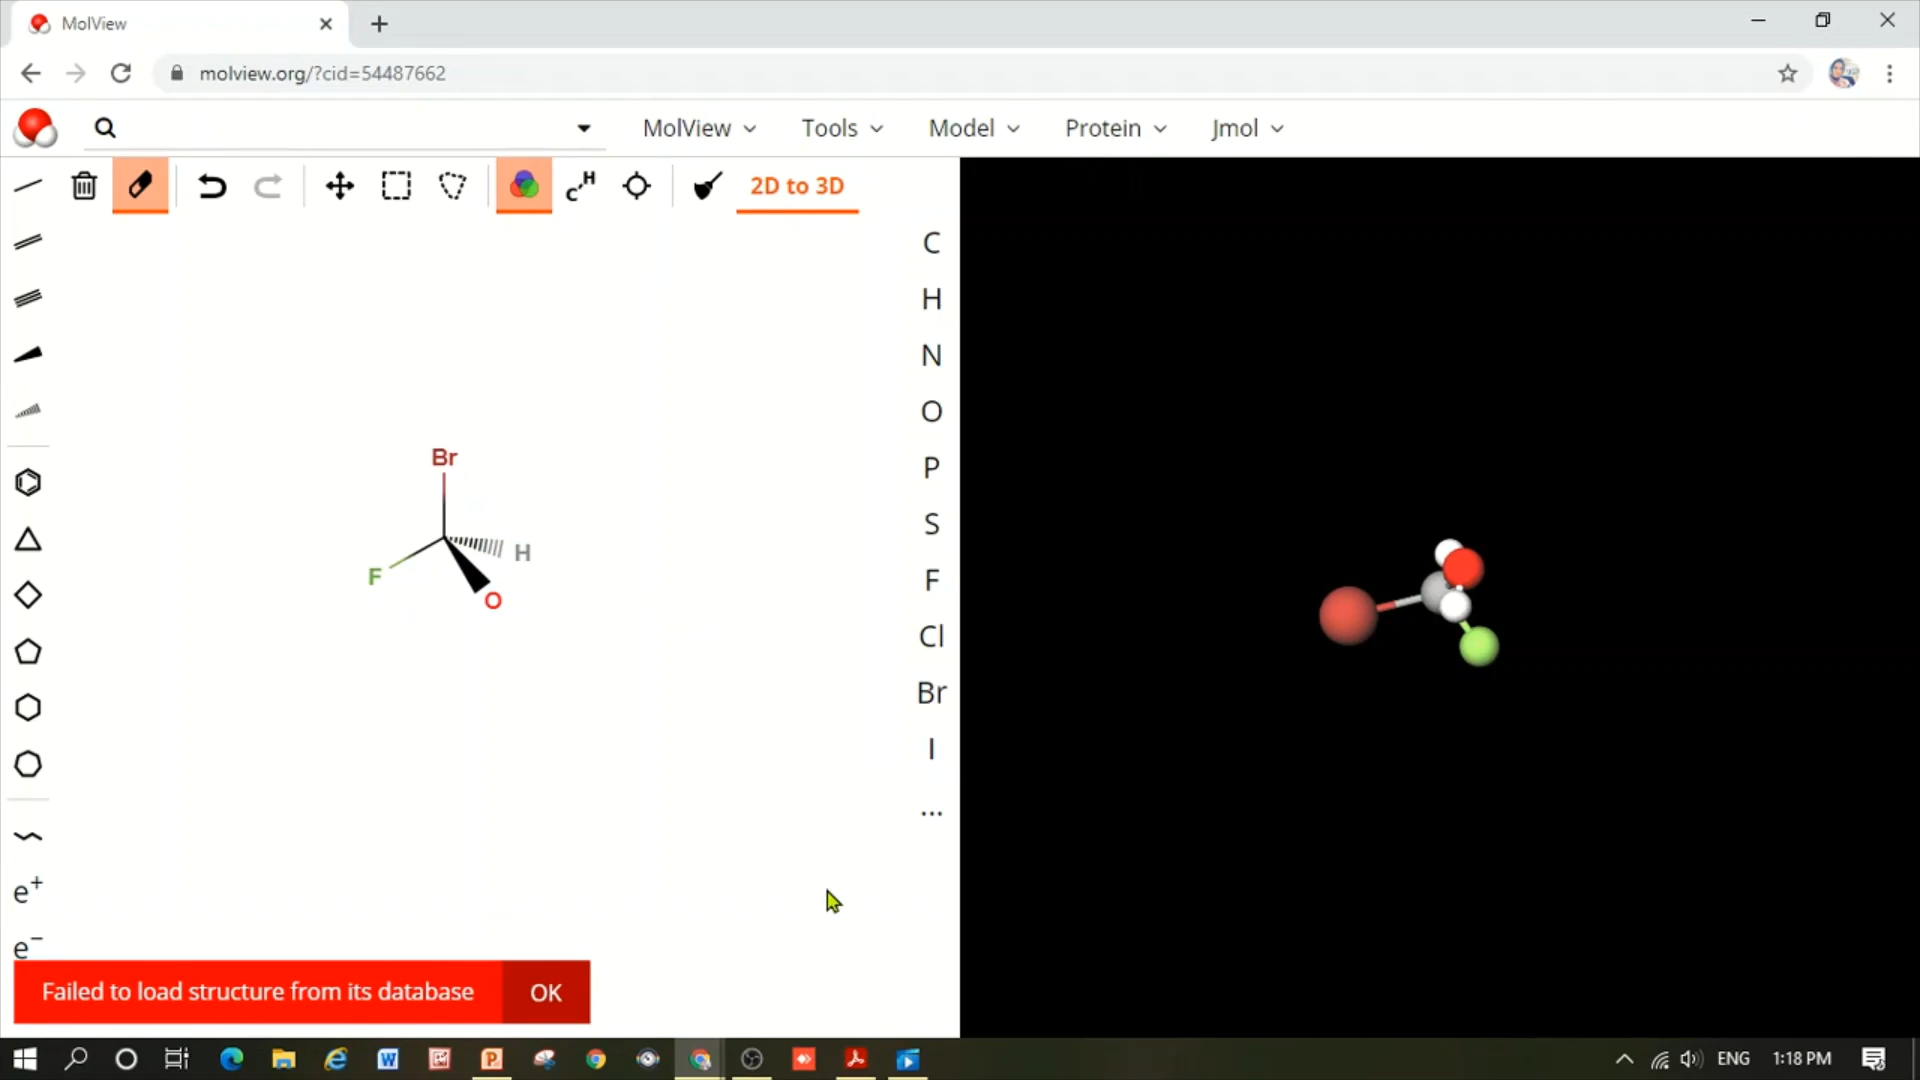 MolView
molview.org/?cid=54487662
MolView Tools Model Protein Jmol
C H
2D to 3D
C
H
N
O
P
S
F
Cl
Br
I
...
Br
H
F
O
e+
e−
Failed to load structure from its database OK
ENG 1:18 PM